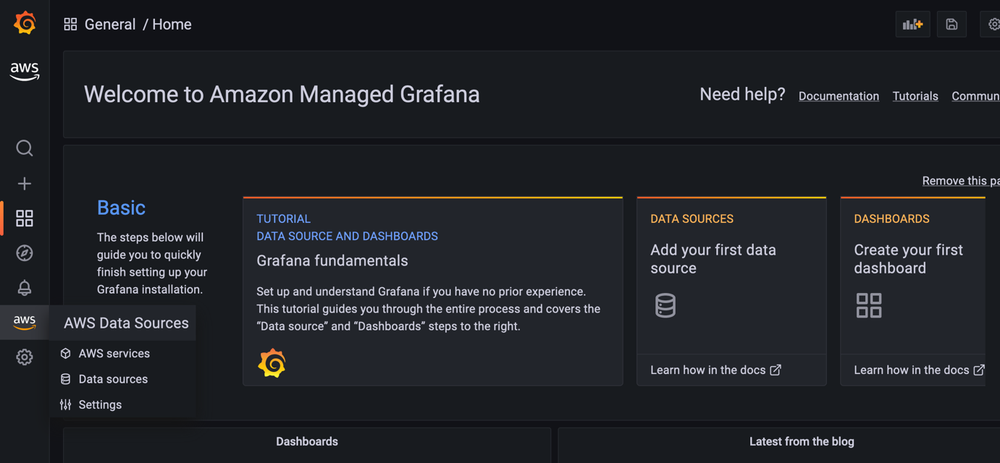 General / Home
aws
Welcome to Amazon Managed Grafana
Need help? Documentation Tutorials Commun
Remove this pa
Basic
The steps below will
guide you to quickly
finish setting up your
Grafana installation.
TUTORIAL
DATA SOURCE AND DASHBOARDS
Grafana fundamentals
Set up and understand Grafana if you have no prior experience.
This tutorial guides you through the entire process and covers the
“Data source” and “Dashboards” steps to the right.
DATA SOURCES
Add your first data
source
Learn how in the docs
DASHBOARDS
Create your first
dashboard
Learn how in the docs
aws
AWS Data Sources
AWS services
Data sources
Settings
Dashboards
Latest from the blog